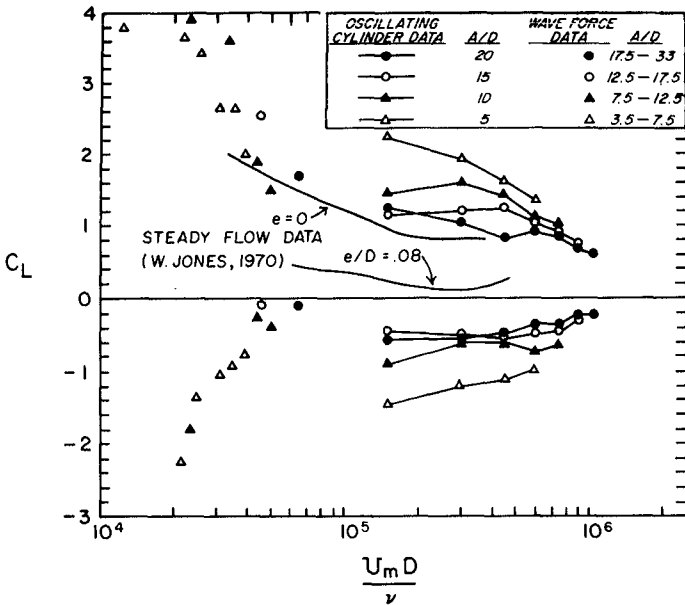 OSCILLATING CYLINDER DATA A/D WAVE FORCE DATA A/D
20 17.5 – 33
15 12.5 – 17.5
10 7.5 – 12.5
5 3.5 – 7.5
4
3
2
1
0
-1
-2
-3
C_L
e = 0
STEADY FLOW DATA
(W. JONES, 1970)
e/D = .08
10^4 10^5 10^6
U_m D
ν